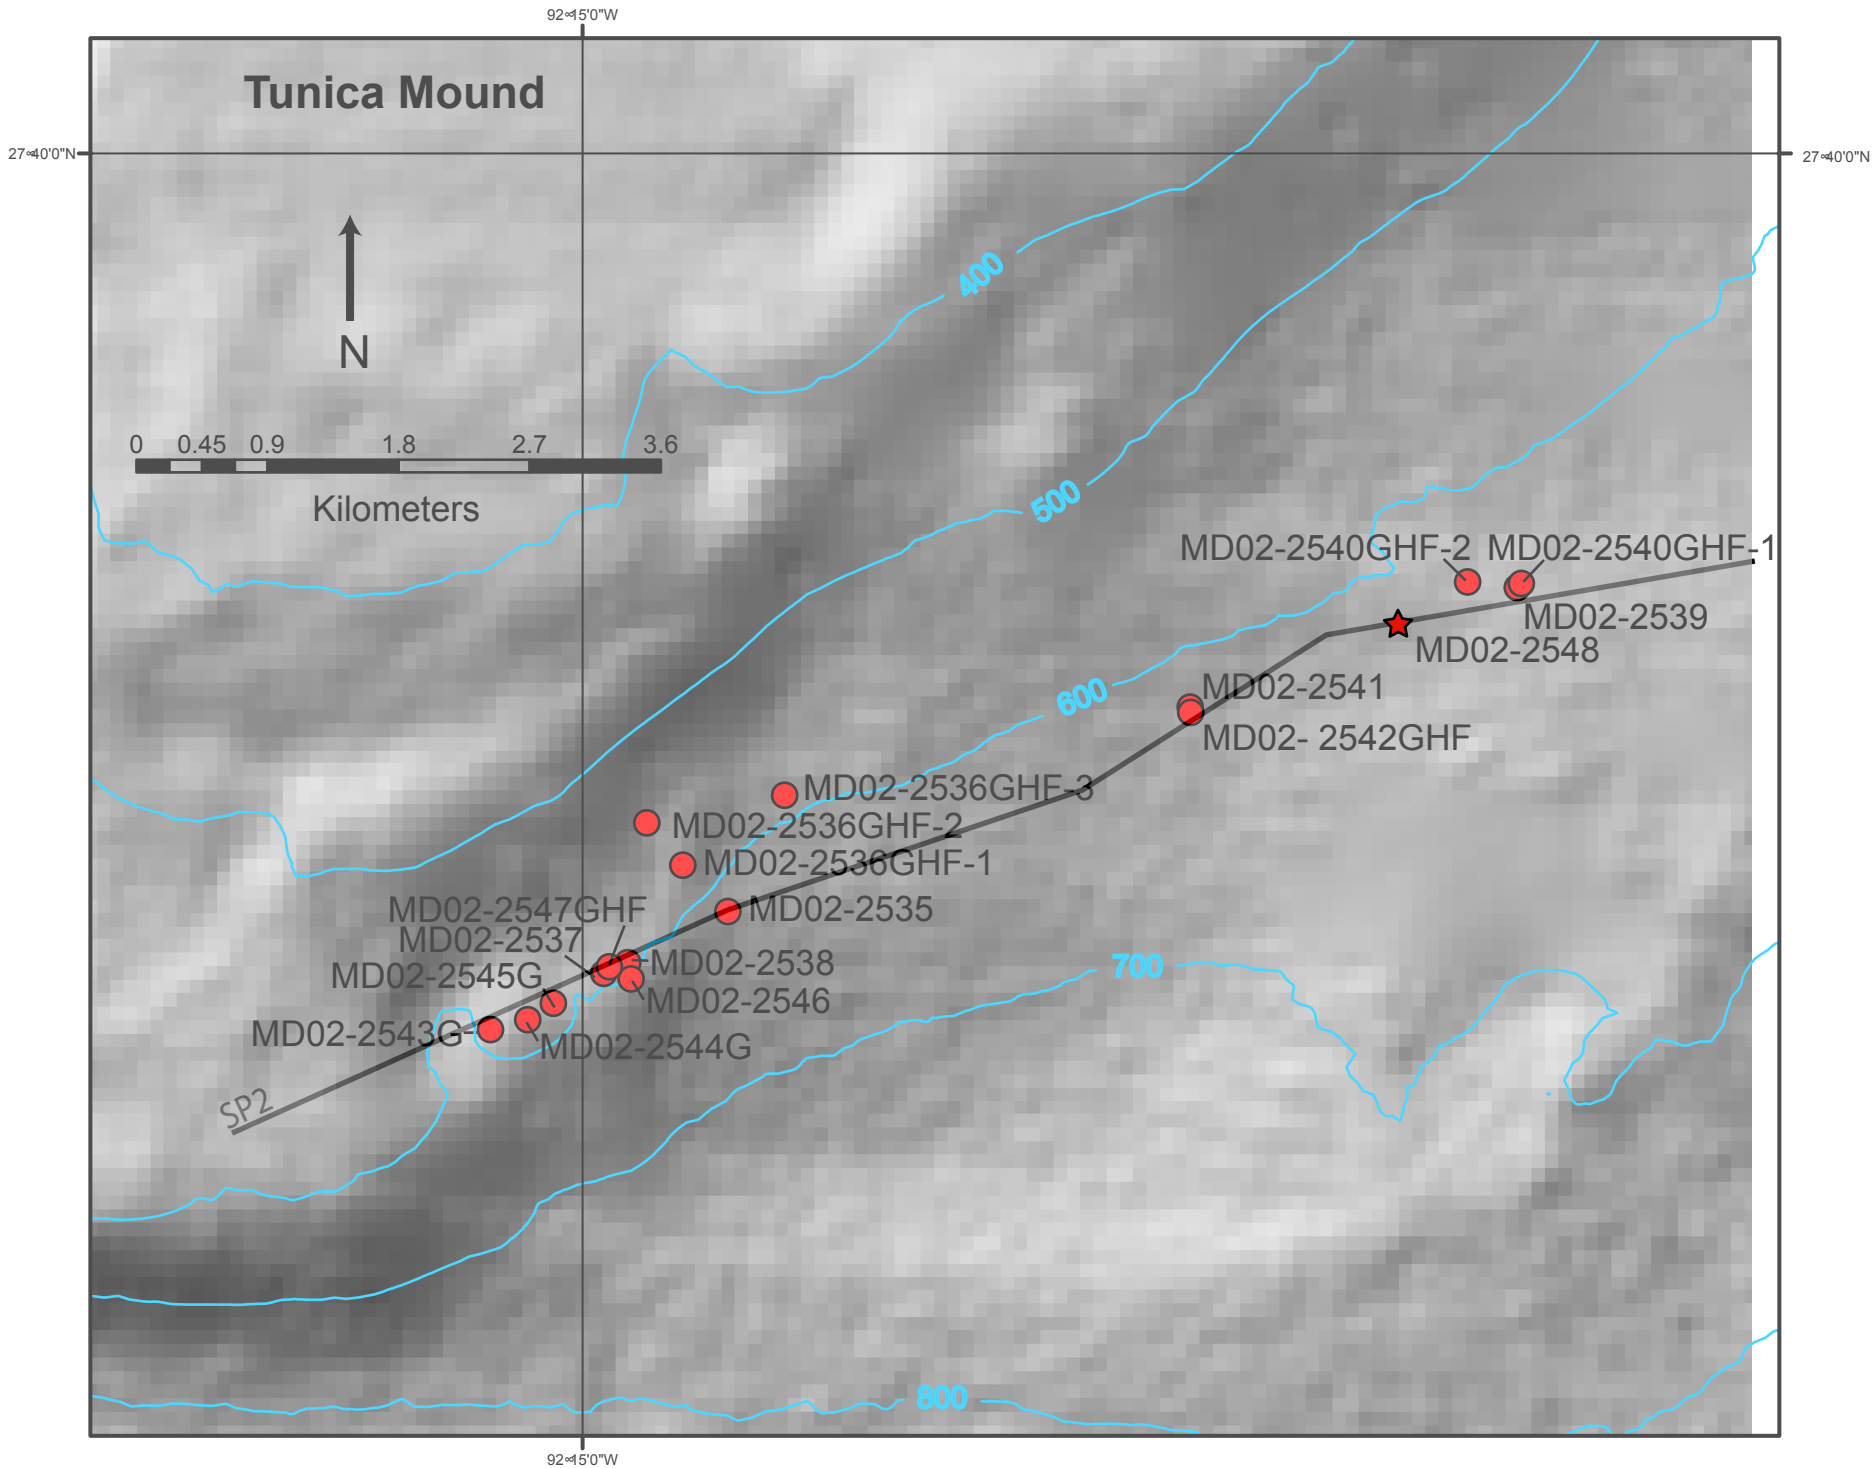 92∞15'0"W
Tunica Mound
27∞40'0"N
27∞40'0"N
400
N
0 0.45 0.9 1.8 2.7 3.6
Kilometers
500
MD02-2540GHF-2 MD02-2540GHF-1
MD02-2539
MD02-2548
600
MD02-2541
MD02- 2542GHF
MD02-2536GHF-3
MD02-2536GHF-2
MD02-2536GHF-1
MD02-2547GHF
MD02-2535
MD02-2537
MD02-2538
700
MD02-2545G
MD02-2546
MD02-2543G
MD02-2544G
SP2
800
92∞15'0"W